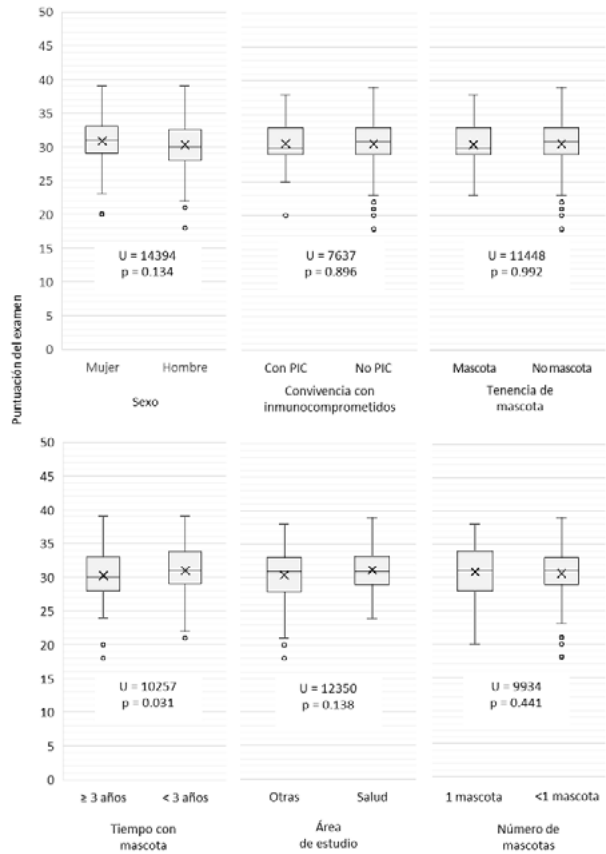 Puntuación del examen
50
45
40
35
30
25
20
15
10
5
0
U = 14394
p = 0.134
U = 7637
p = 0.896
U = 11448
p = 0.992
Mujer Hombre
Con PIC No PIC
Mascota No mascota
Sexo
Convivencia con
inmunocomprometidos
Tenencia de
mascota
50
45
40
35
30
25
20
15
10
5
0
U = 10257
p = 0.031
U = 12350
p = 0.138
U = 9934
p = 0.441
≥ 3 años < 3 años
Otras Salud
1 mascota <1 mascota
Tiempo con
mascota
Área
de estudio
Número de
mascotas